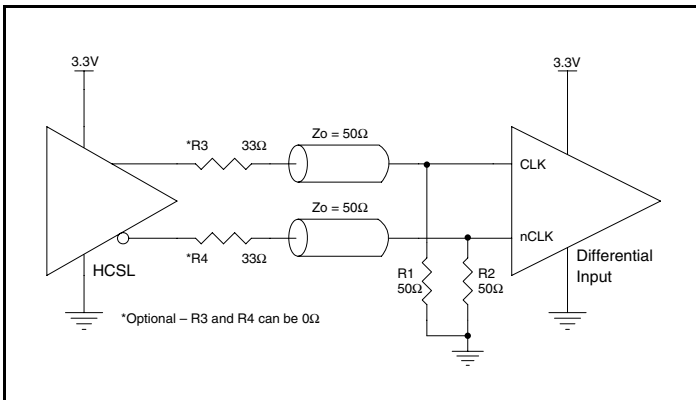 3.3V
3.3V
*R3 33Ω
Zo = 50Ω
CLK
Zo = 50Ω
nCLK
HCSL
*R4 33Ω
R1
50Ω
R2
50Ω
Differential
Input
*Optional – R3 and R4 can be 0Ω